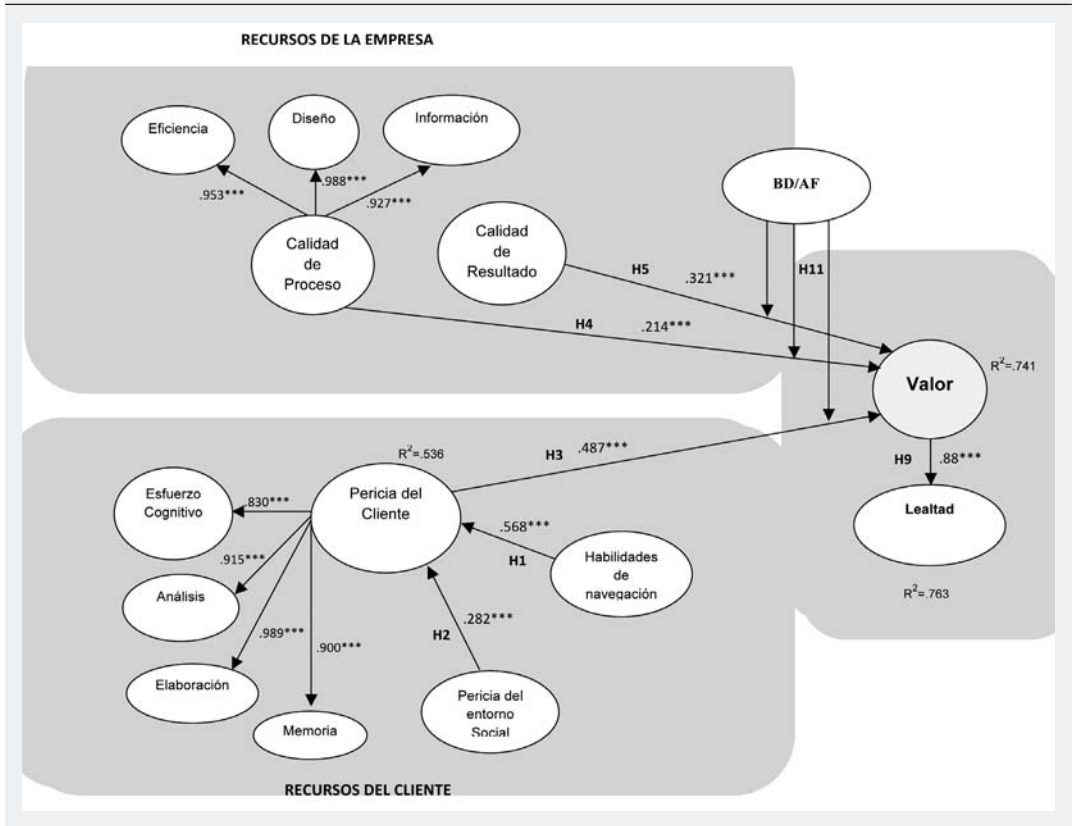 RECURSOS DE LA EMPRESA
Eficiencia
Diseño
Información
.953***
.988***
.927***
Calidad
de
Proceso
Calidad
de
Resultado
BD/AF
H5
.321***
H11
H4
.214***
Valor
R²=.741
H9
.88***
Lealtad
R²=.763
R²=.536
H3
.487***
Pericia del
Cliente
Esfuerzo
Cognitivo
.830***
.915***
Análisis
.989***
.900***
Elaboración
Memoria
.568***
H1
Habilidades
de
navegación
.282***
H2
Pericia del
entorno
Social
RECURSOS DEL CLIENTE